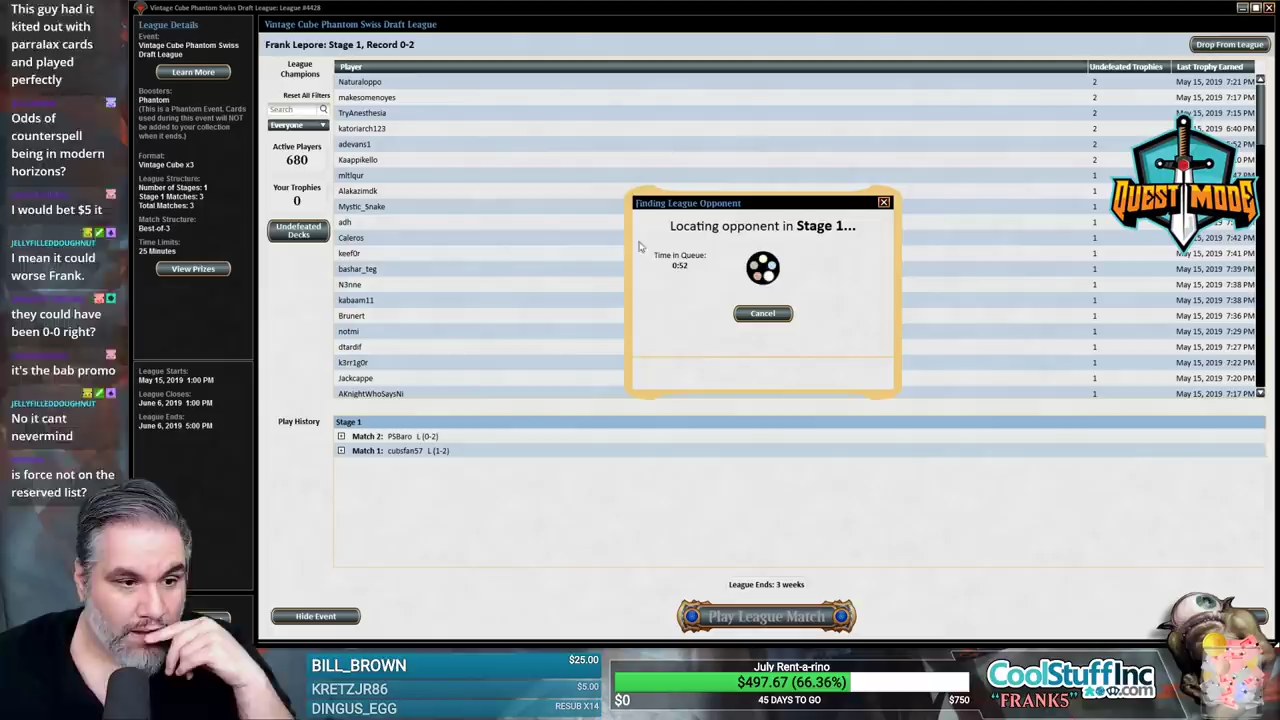 This guy had it
kited out with
torralax cards
and played
perfectly
Odds of
counterspell
being in modern
horizons?
I would bet $5 it
JELLYFILLEDDOUGHNUT
I mean it could
be worse Frank.
they could have
been 0-0 right?
it's the bab promo
JELLYFILLEDDOUGHNUT
No it cant
nevermind
is force not on the
reserved list?
Vintage Cube Phantom Swiss Draft League: League #4428
League Details
Event:
Vintage Cube Phantom Swiss
Draft League
Learn More
Boosters:
Phantom
(This is a Phantom Event. Cards
used during this event will NOT
be added to your collection
when it ends.)
Format:
Vintage Cube x3
League Structure:
Number of Stages: 1
Stage 1 Matches: 3
Total Matches: 3
Match Structure:
Best-of-3
Time Limits:
25 Minutes
View Prizes
League Starts:
May 15, 2019 1:00 PM
League Closes:
June 6, 2019 1:00 PM
League Ends:
June 6, 2019 5:00 PM
Vintage Cube Phantom Swiss Draft League
Frank Lepore: Stage 1, Record 0-2
Drop From League
League
Champions
Reset All Filters
Search
Everyone
Active Players
680
Your Trophies
0
Undefeated
Decks
Player Undefeated Trophies Last Trophy Earned
Naturaloppo 2 May 15, 2019 7:21 PM
makesomenoyes 2 May 15, 2019 7:17 PM
TryAnesthesia 2 May 15, 2019 7:15 PM
katoriarch123 2 May 15, 2019 6:40 PM
adevans1 2
Kaappikello 2
mltlqur 1
Alakazimdk 1
Mystic_Snake 1
adh 1
Caleros 1 May 15, 2019 7:42 PM
keef0r 1 May 15, 2019 7:41 PM
bashar_teg 1 May 15, 2019 7:39 PM
N3nne 1 May 15, 2019 7:38 PM
kabaam11 1 May 15, 2019 7:38 PM
Brunert 1 May 15, 2019 7:36 PM
notmi 1 May 15, 2019 7:29 PM
dtardif 1 May 15, 2019 7:27 PM
k3rr1g0r 1 May 15, 2019 7:22 PM
Jackcappe 1 May 15, 2019 7:20 PM
AKnightWhoSaysNi 1 May 15, 2019 7:17 PM
QUEST MODE
Finding League Opponent
Locating opponent in Stage 1...
Time in Queue:
0:52
Cancel
Play History
Stage 1
Match 2: PSBaro L (0-2)
Match 1: cubsfan57 L (1-2)
League Ends: 3 weeks
Hide Event
Play League Match
BILL_BROWN $25.00
KRETZJR86 $5.00
DINGUS_EGG RESUB X14
July Rent-a-rino
$497.67 (66.36%)
$0 45 DAYS TO GO $750
CoolStuffInc
.com
"FRANK5"